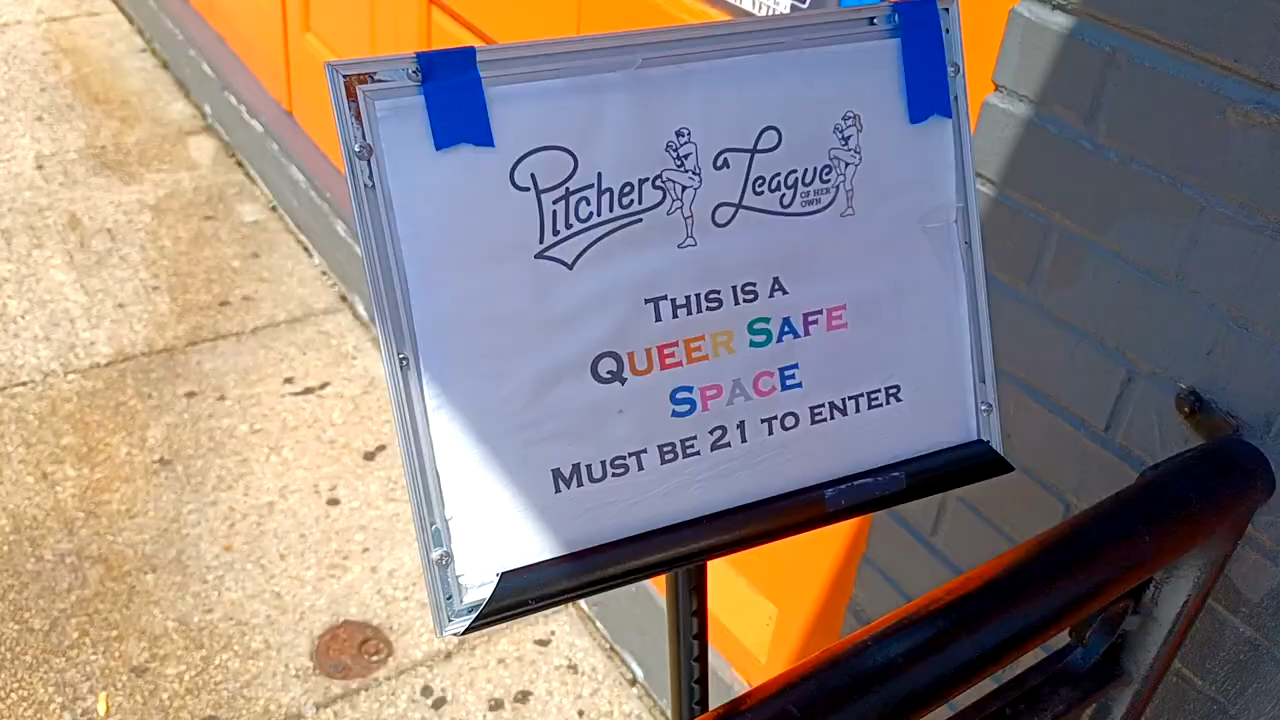 Pitchers a League
OF HER
OWN
THIS IS A
QUEER SAFE
SPACE
MUST BE 21 TO ENTER